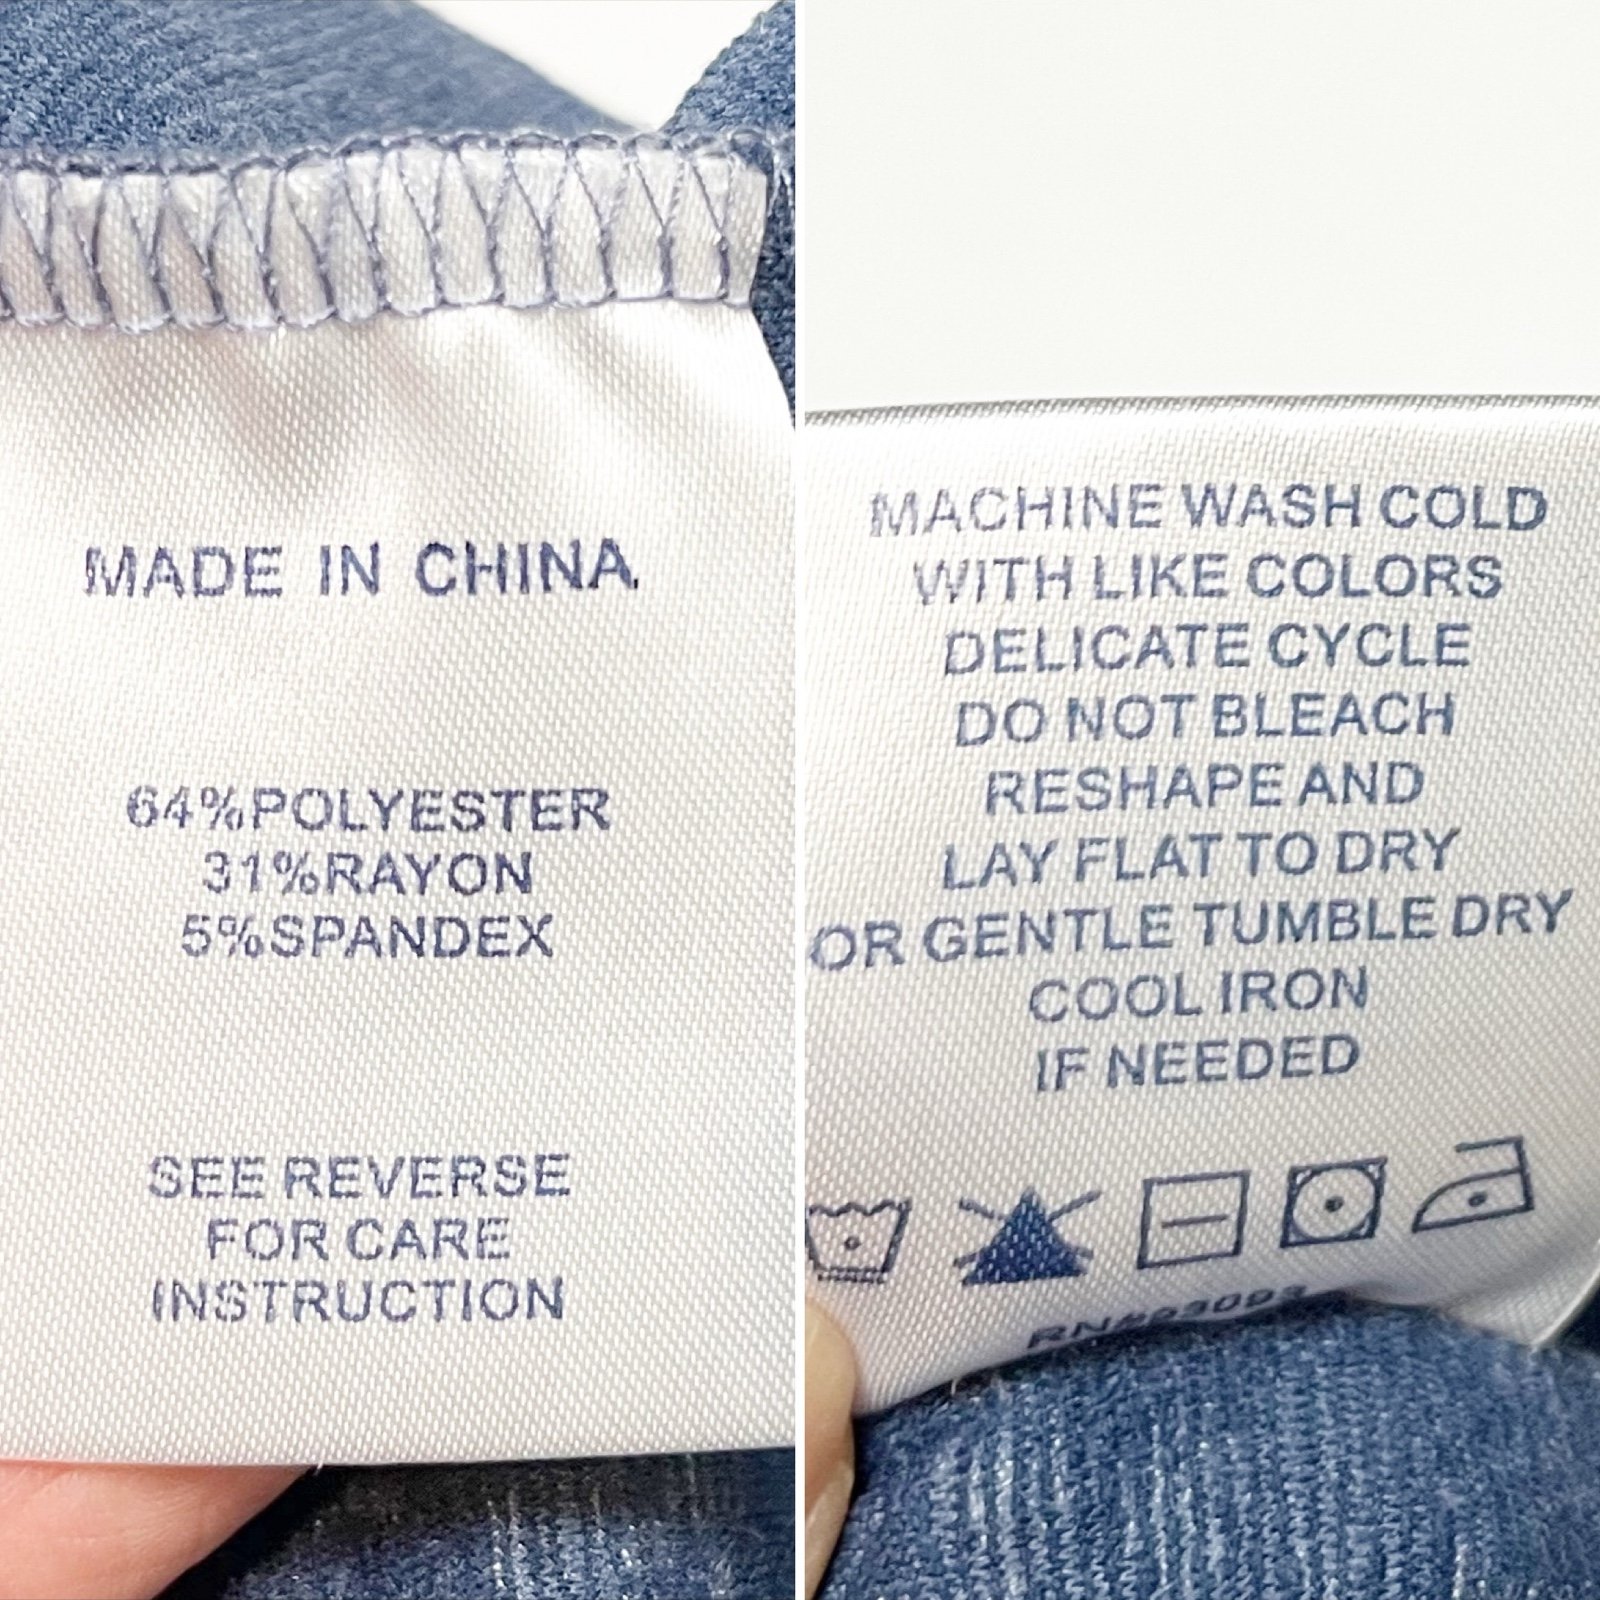 MADE IN CHINA
64%POLYESTER
31%RAYON
5%SPANDEX
SEE REVERSE
FOR CARE
INSTRUCTION
MACHINE WASH COLD
WITH LIKE COLORS
DELICATE CYCLE
DO NOT BLEACH
RESHAPE AND
LAY FLAT TO DRY
OR GENTLE TUMBLE DRY
COOL IRON
IF NEEDED